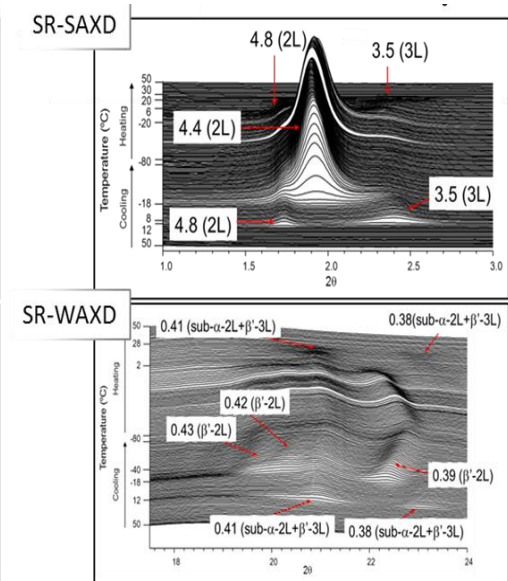 SR-SAXD
4.8 (2L)
3.5 (3L)
4.4 (2L)
3.5 (3L)
4.8 (2L)
Temperature (ºC)
Cooling
Heating
50
30
20
6
-20
-80
-18
8
12
50
1.0
1.5
2.0
2.5
3.0
2θ
SR-WAXD
0.41 (sub-α-2L+β'-3L)
0.38(sub-α-2L+β'-3L)
0.42 (β'-2L)
0.43 (β'-2L)
0.39 (β'-2L)
0.41 (sub-α-2L+β'-3L)
0.38 (sub-α-2L+β'-3L)
Temperature (ºC)
Cooling
Heating
50
28
2
-80
-40
-18
12
50
18
20
22
24
2θ